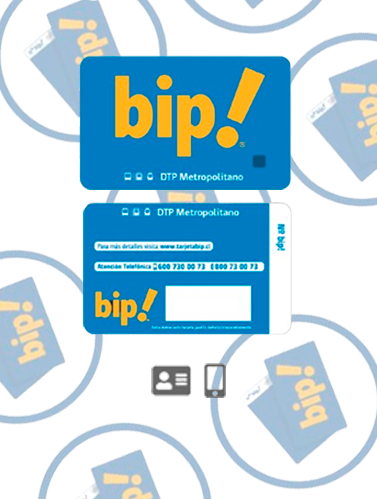 bip!
DTP Metropolitano
DTP Metropolitano
Nº bip!
Para más detalles visita www.tarjetabip.cl
Atención Telefónica 600 730 00 73 800 73 00 73
bip!